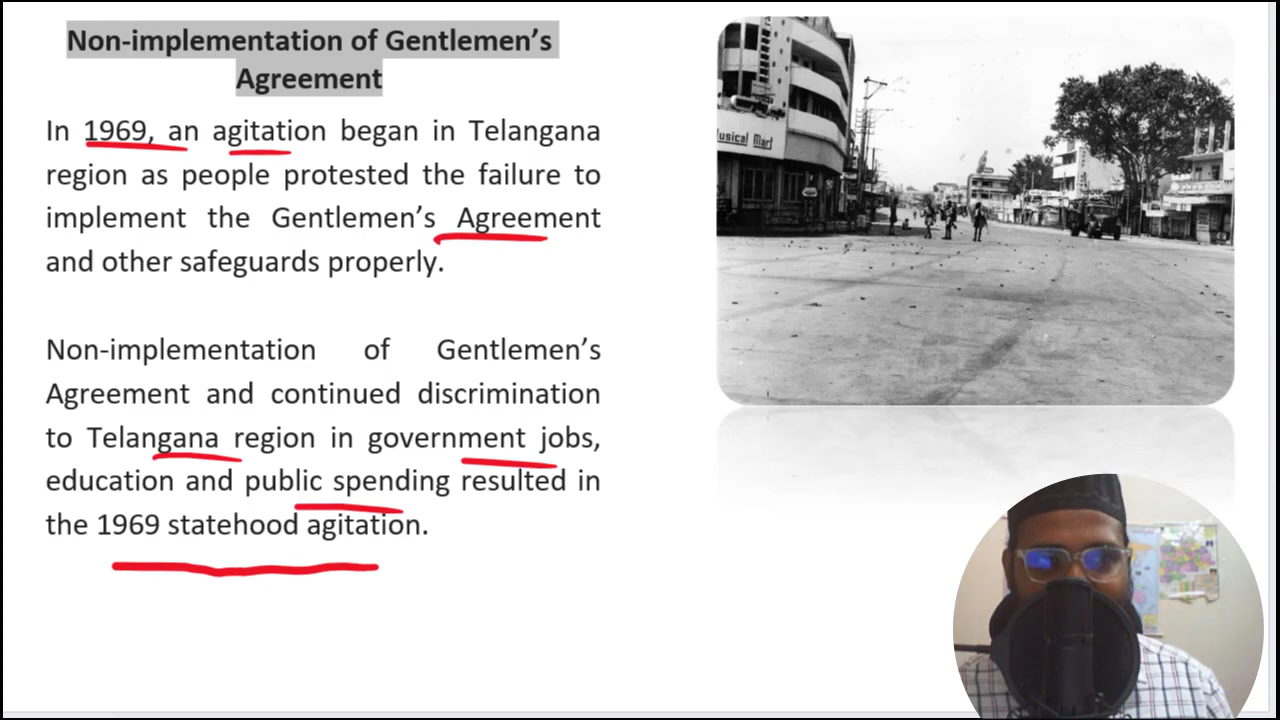 Non-implementation of Gentlemen’s
Agreement
In 1969, an agitation began in Telangana
region as people protested the failure to
implement the Gentlemen’s Agreement
and other safeguards properly.
Non-implementation of Gentlemen’s
Agreement and continued discrimination
to Telangana region in government jobs,
education and public spending resulted in
the 1969 statehood agitation.
usical Mart